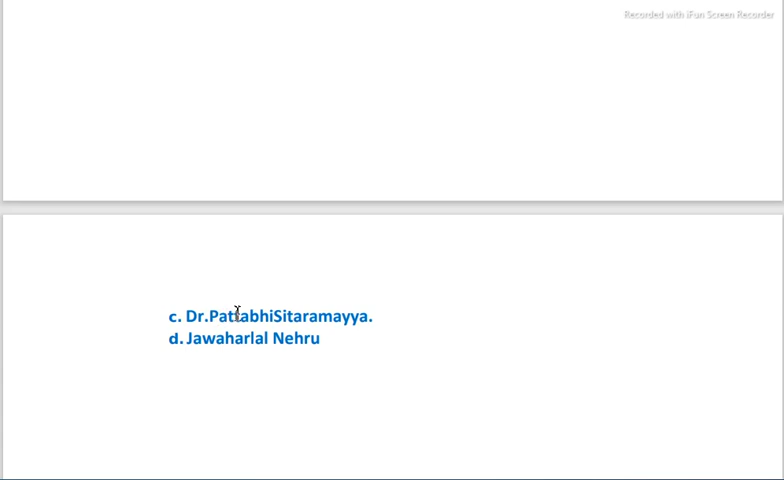 Recorded with iFun Screen Recorder
c. Dr.PattabhiSitaramayya.
d. Jawaharlal Nehru